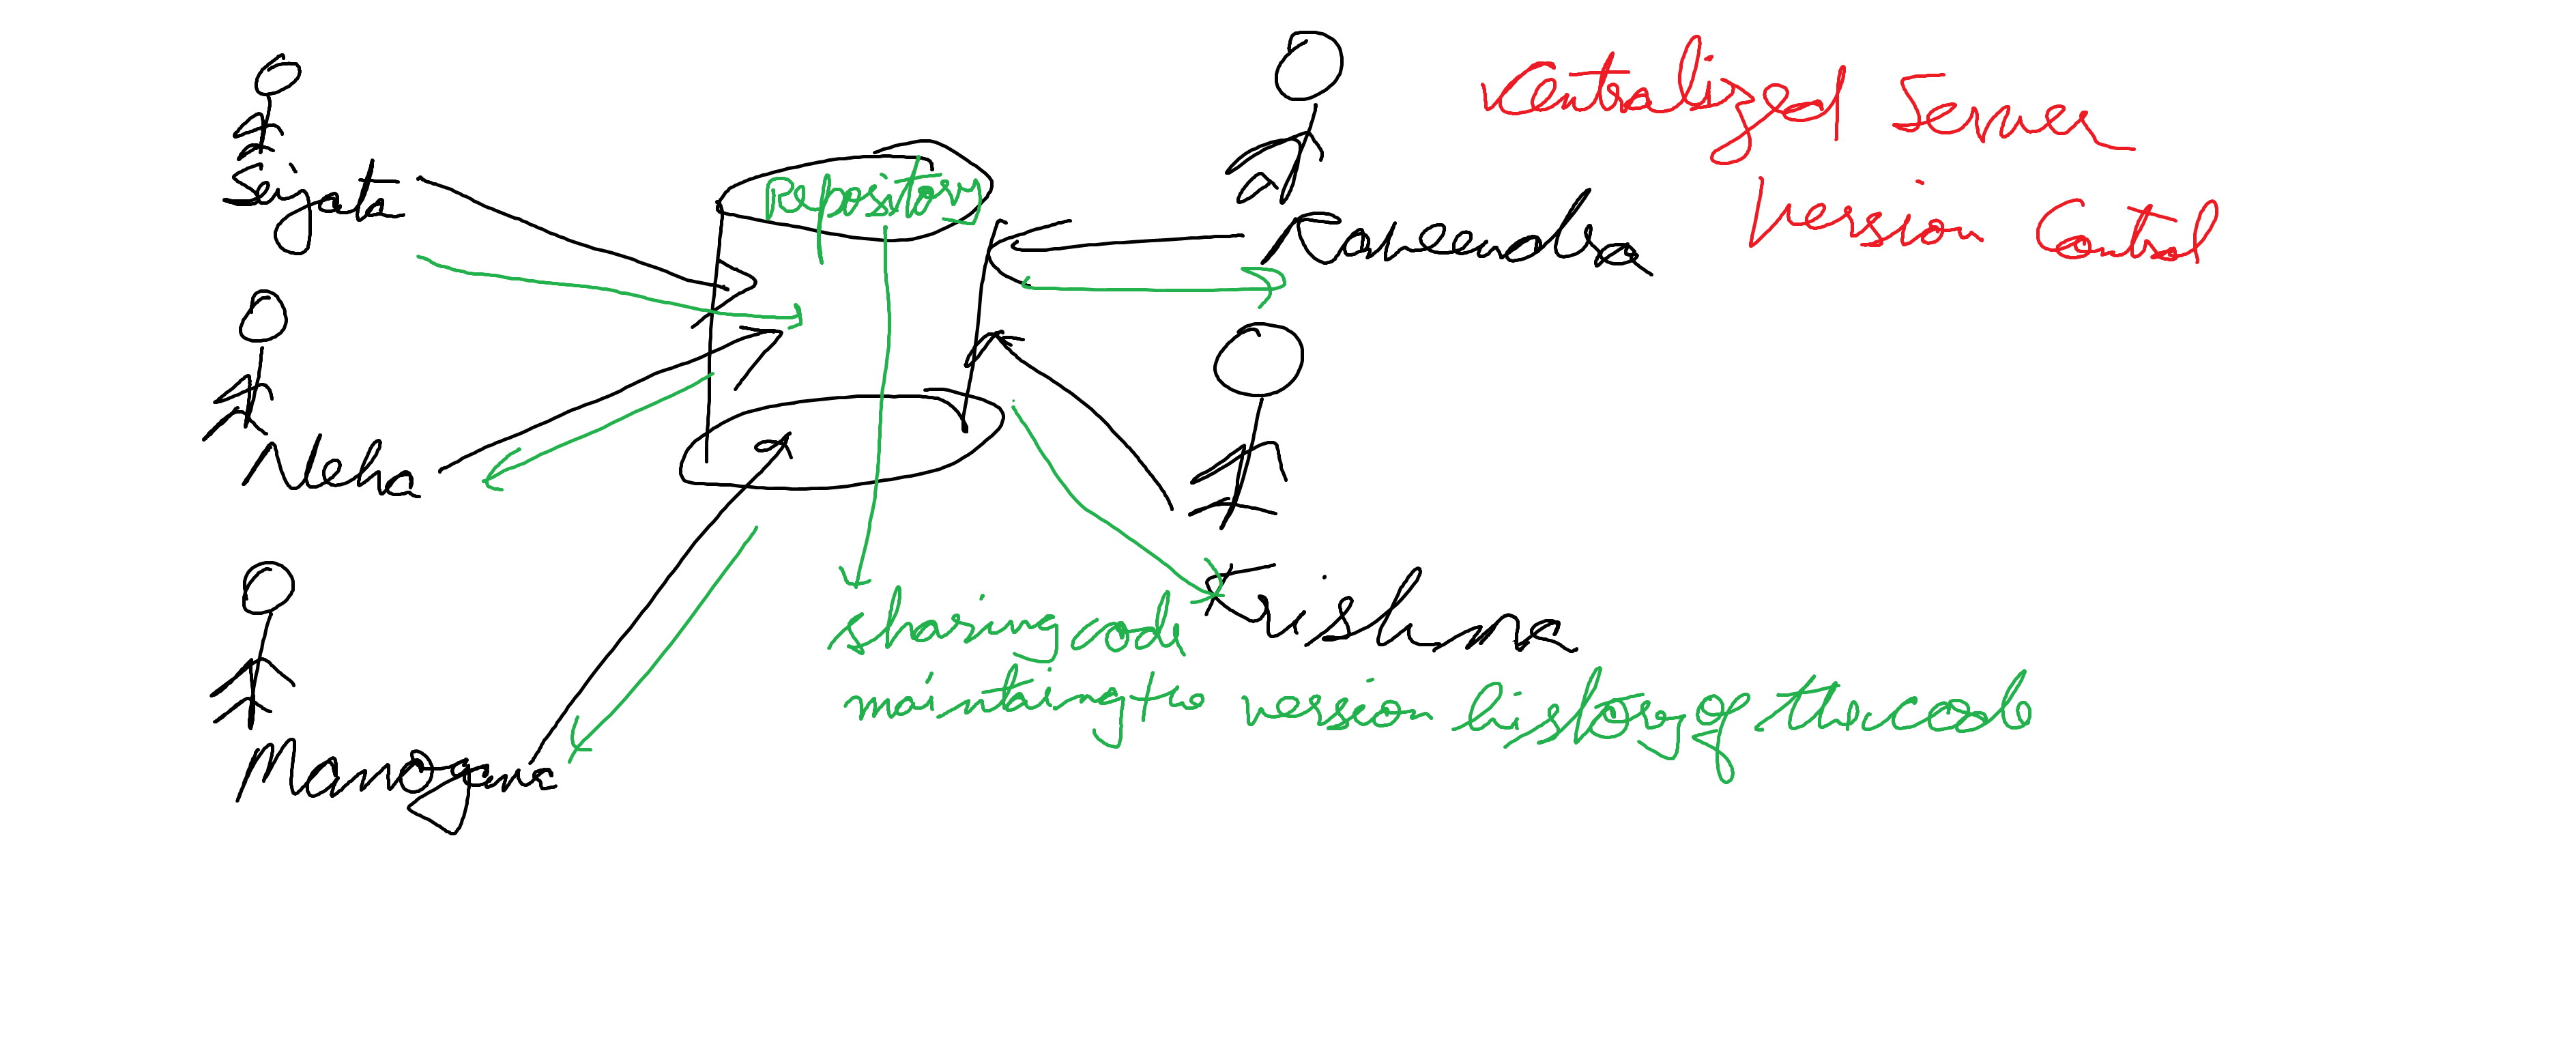 Sujata
Repository
Raveendra
Centralized Server
Version Control
Neha
Krishna
sharing code
maintaing the version history of the code
Manogna